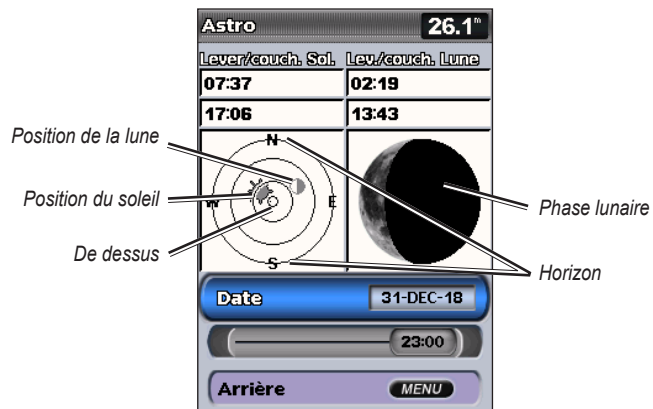 Astro
26.1m
Lever/couch. Sol. Lev./couch. Lune
07:37 02:19
17:06 13:43
Position de la lune
Position du soleil
De dessus
N
W E
S
Phase lunaire
Horizon
Date 31-DEC-18
23:00
Arrière MENU